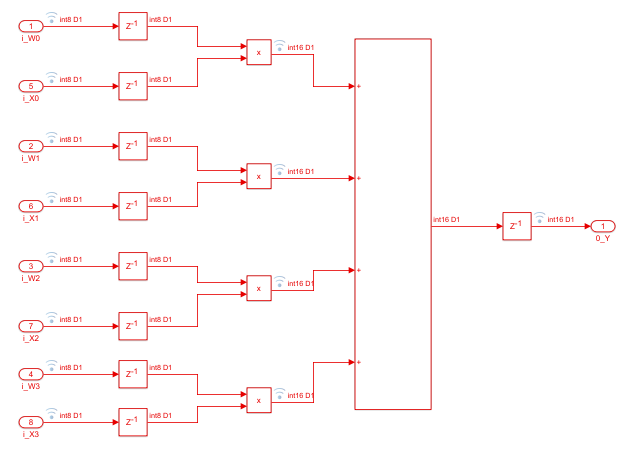 1 int8 D1 Z-1 int8 D1
i_W0
x int16 D1
5 int8 D1 Z-1 int8 D1 +
i_X0
2 int8 D1 Z-1 int8 D1
i_W1
x int16 D1 +
6 int8 D1 Z-1 int8 D1
i_X1
int16 D1 Z-1 int16 D1 1
0_Y
3 int8 D1 Z-1 int8 D1 +
i_W2
x int16 D1
7 int8 D1 Z-1 int8 D1
i_X2
+
4 int8 D1 Z-1 int8 D1
i_W3
x int16 D1
8 int8 D1 Z-1 int8 D1
i_X3